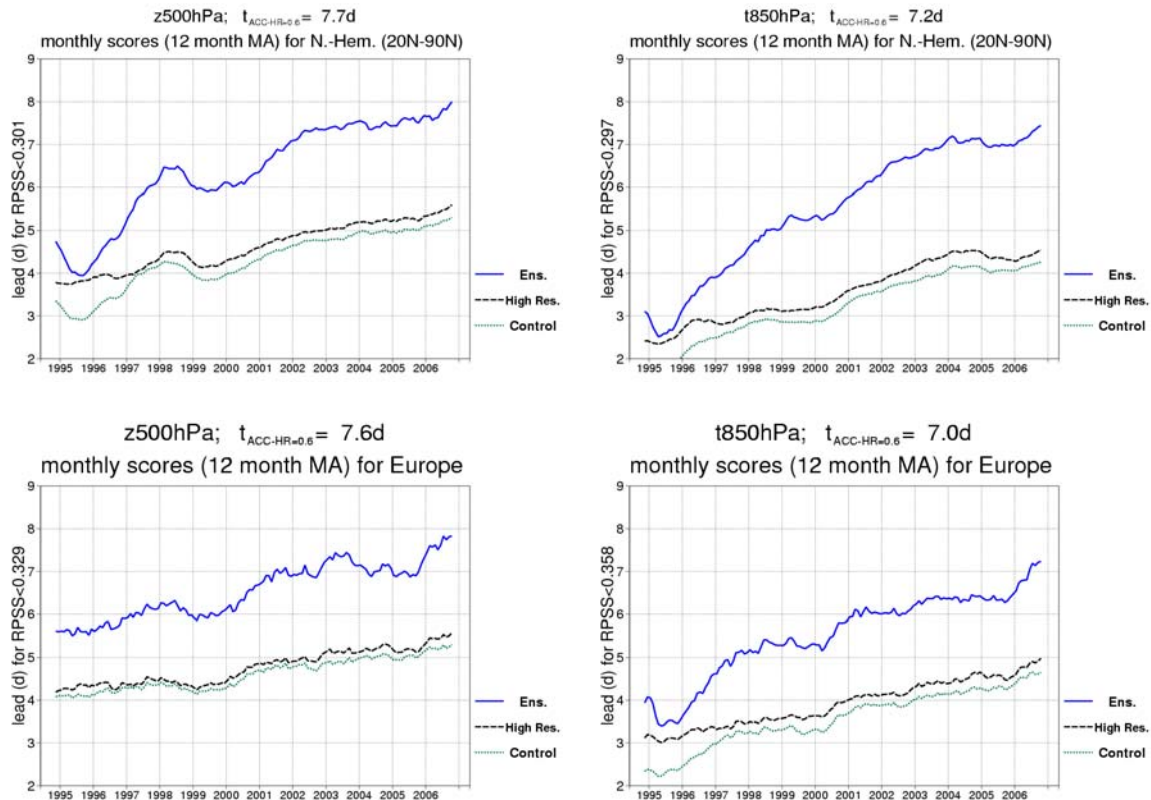 z500hPa; t ACC-HR=0.6 = 7.7d
monthly scores (12 month MA) for N.-Hem. (20N-90N)
lead (d) for RPSS<0.301
9
8
7
6
5
4
3
2
1995 1996 1997 1998 1999 2000 2001 2002 2003 2004 2005 2006
Ens.
High Res.
Control
t850hPa; t ACC-HR=0.6 = 7.2d
monthly scores (12 month MA) for N.-Hem. (20N-90N)
lead (d) for RPSS<0.297
9
8
7
6
5
4
3
2
1995 1996 1997 1998 1999 2000 2001 2002 2003 2004 2005 2006
Ens.
High Res.
Control
z500hPa; t ACC-HR=0.6 = 7.6d
monthly scores (12 month MA) for Europe
lead (d) for RPSS<0.329
9
8
7
6
5
4
3
2
1995 1996 1997 1998 1999 2000 2001 2002 2003 2004 2005 2006
Ens.
High Res.
Control
t850hPa; t ACC-HR=0.6 = 7.0d
monthly scores (12 month MA) for Europe
lead (d) for RPSS<0.358
9
8
7
6
5
4
3
2
1995 1996 1997 1998 1999 2000 2001 2002 2003 2004 2005 2006
Ens.
High Res.
Control